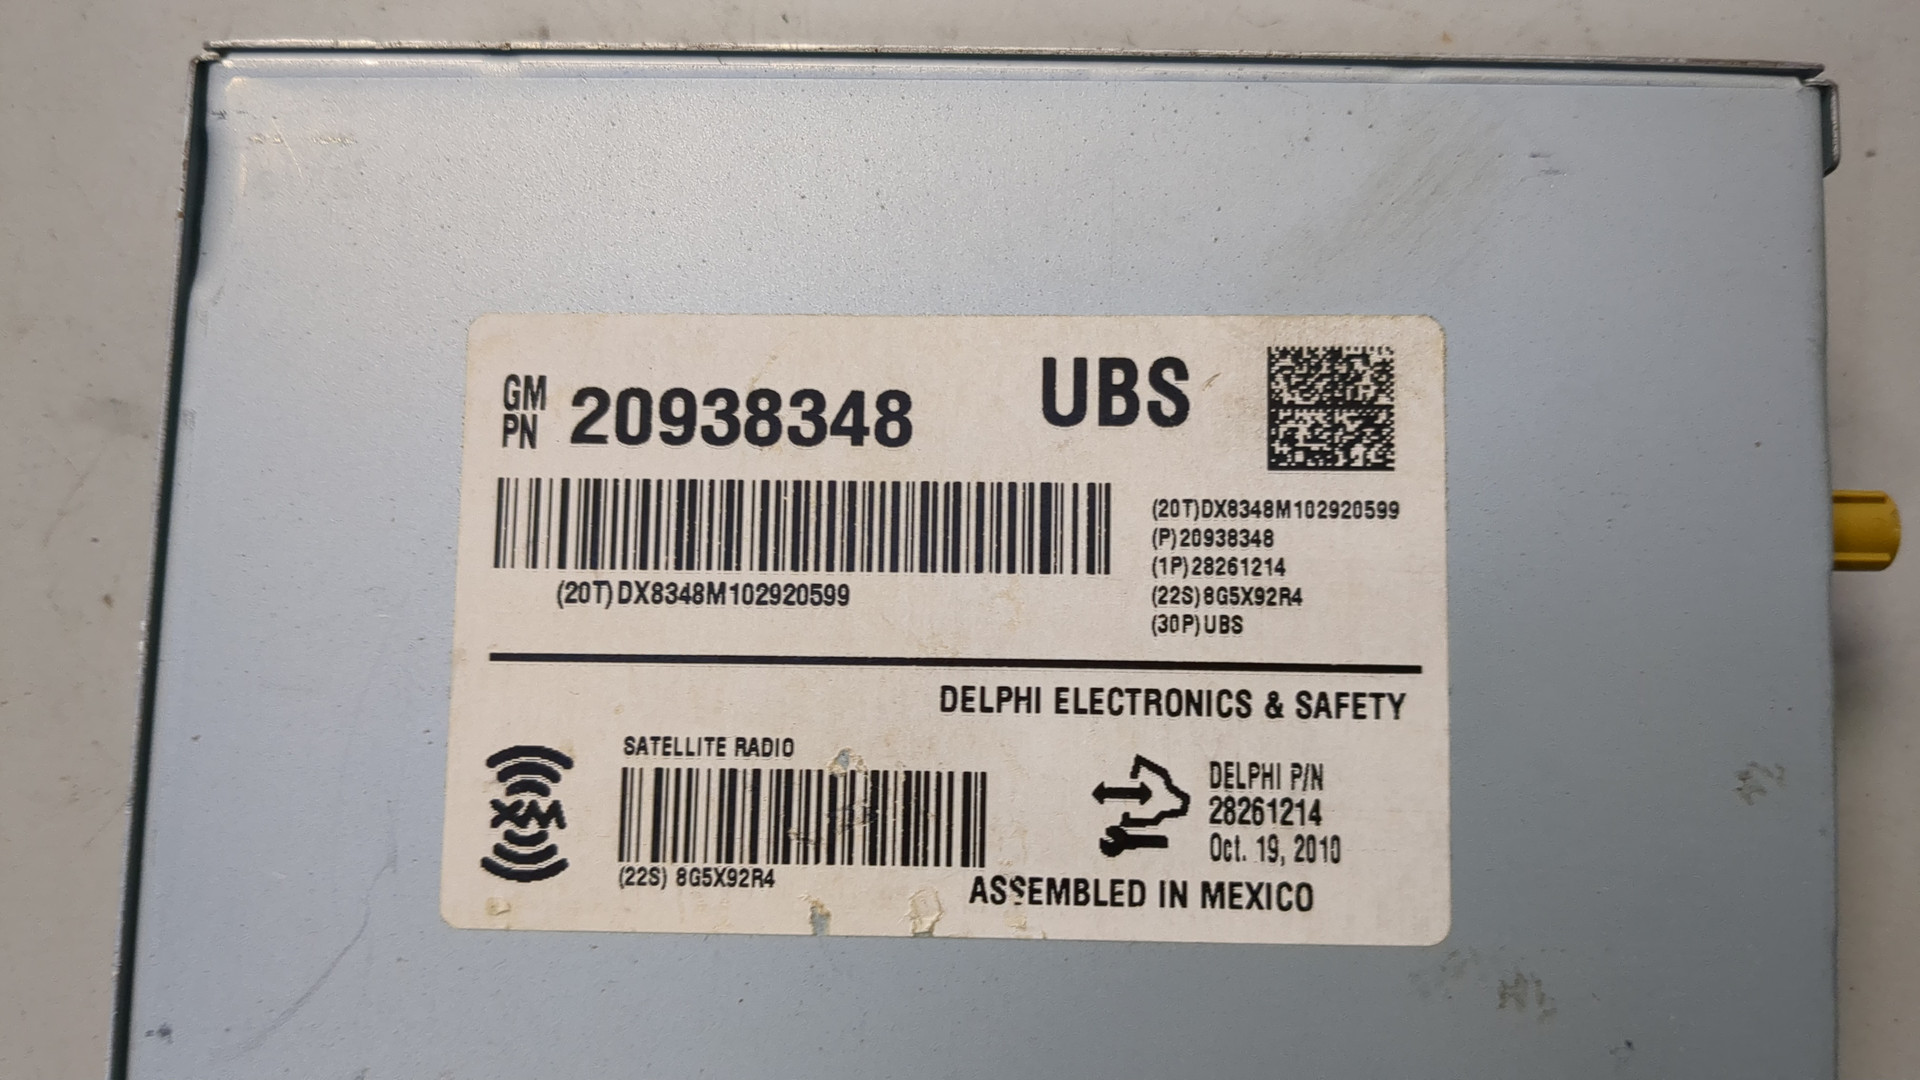 GM
PN 20938348
UBS
(20T)DX8348M102920599
(20T)DX8348M102920599
(P)20938348
(1P)28261214
(22S)8G5X92R4
(30P)UBS
DELPHI ELECTRONICS & SAFETY
SATELLITE RADIO
XM
(22S) 8G5X92R4
DELPHI P/N
28261214
Oct. 19, 2010
ASSEMBLED IN MEXICO